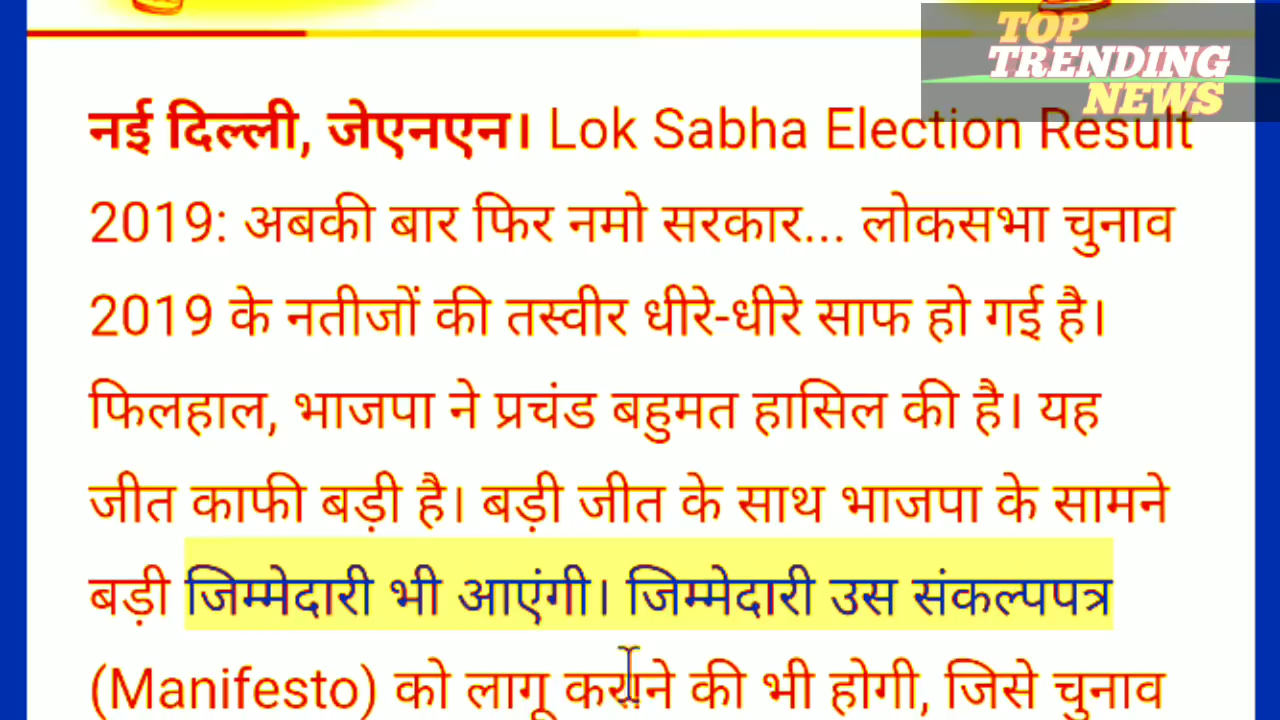 TOP
TRENDING
NEWS
नई दिल्ली, जेएनएन। Lok Sabha Election Result
2019: अबकी बार फिर नमो सरकार... लोकसभा चुनाव
2019 के नतीजों की तस्वीर धीरे-धीरे साफ हो गई है।
फिलहाल, भाजपा ने प्रचंड बहुमत हासिल की है। यह
जीत काफी बड़ी है। बड़ी जीत के साथ भाजपा के सामने
बड़ी जिम्मेदारी भी आएंगी। जिम्मेदारी उस संकल्पपत्र
(Manifesto) को लागू कराने की भी होगी, जिसे चुनाव